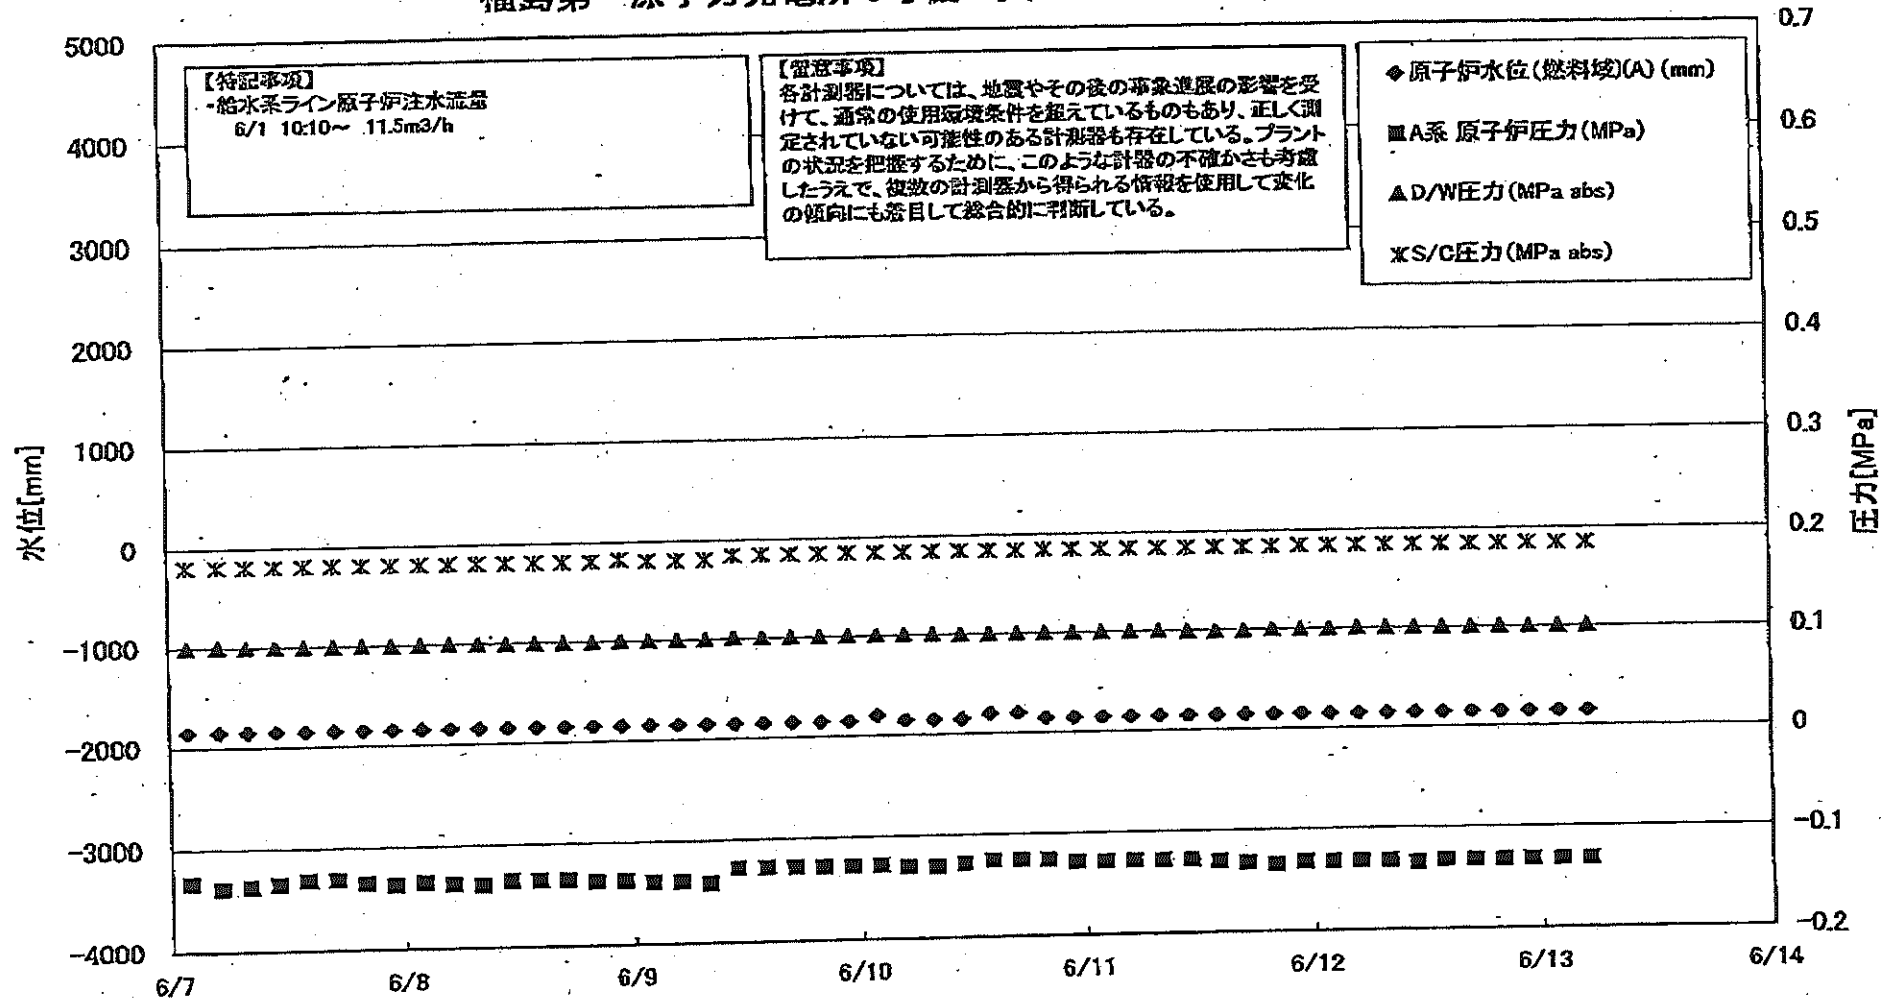 5000
4000
3000
2000
1000
0
-1000
-2000
-3000
-4000
水位[mm]
【特記事項】
-給水系ライン原子炉注水流量
6/1 10:10～ 11.5m3/h
【留意事項】
各計測器については、地震やその後の事象進展の影響を受
けて、通常の使用環境条件を超えているものもあり、正しく測
定されていない可能性のある計測器も存在している。プラント
の状況を把握するために、このような計器の不確かさも考慮
したうえで、複数の計測器から得られる情報を使用して変化
の傾向にも着目して総合的に判断している。
原子炉水位(燃料域)(A)(mm)
A系 原子炉圧力(MPa)
D/W圧力(MPa abs)
S/C圧力(MPa abs)
0.7
0.6
0.5
0.4
0.3
0.2
0.1
0
-0.1
-0.2
圧力[MPa]
6/7
6/8
6/9
6/10
6/11
6/12
6/13
6/14